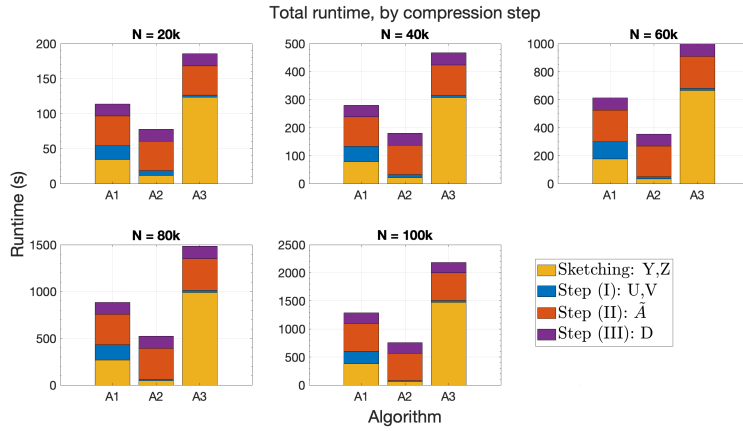 Total runtime, by compression step
N = 20k
N = 40k
N = 60k
200
150
100
50
0
A1 A2 A3
500
400
300
200
100
0
A1 A2 A3
1000
800
600
400
200
0
A1 A2 A3
Runtime (s)
N = 80k
N = 100k
1500
1000
500
0
A1 A2 A3
2500
2000
1500
1000
500
0
A1 A2 A3
Algorithm
Sketching: Y,Z
Step (I): U,V
Step (II): Ã
Step (III): D